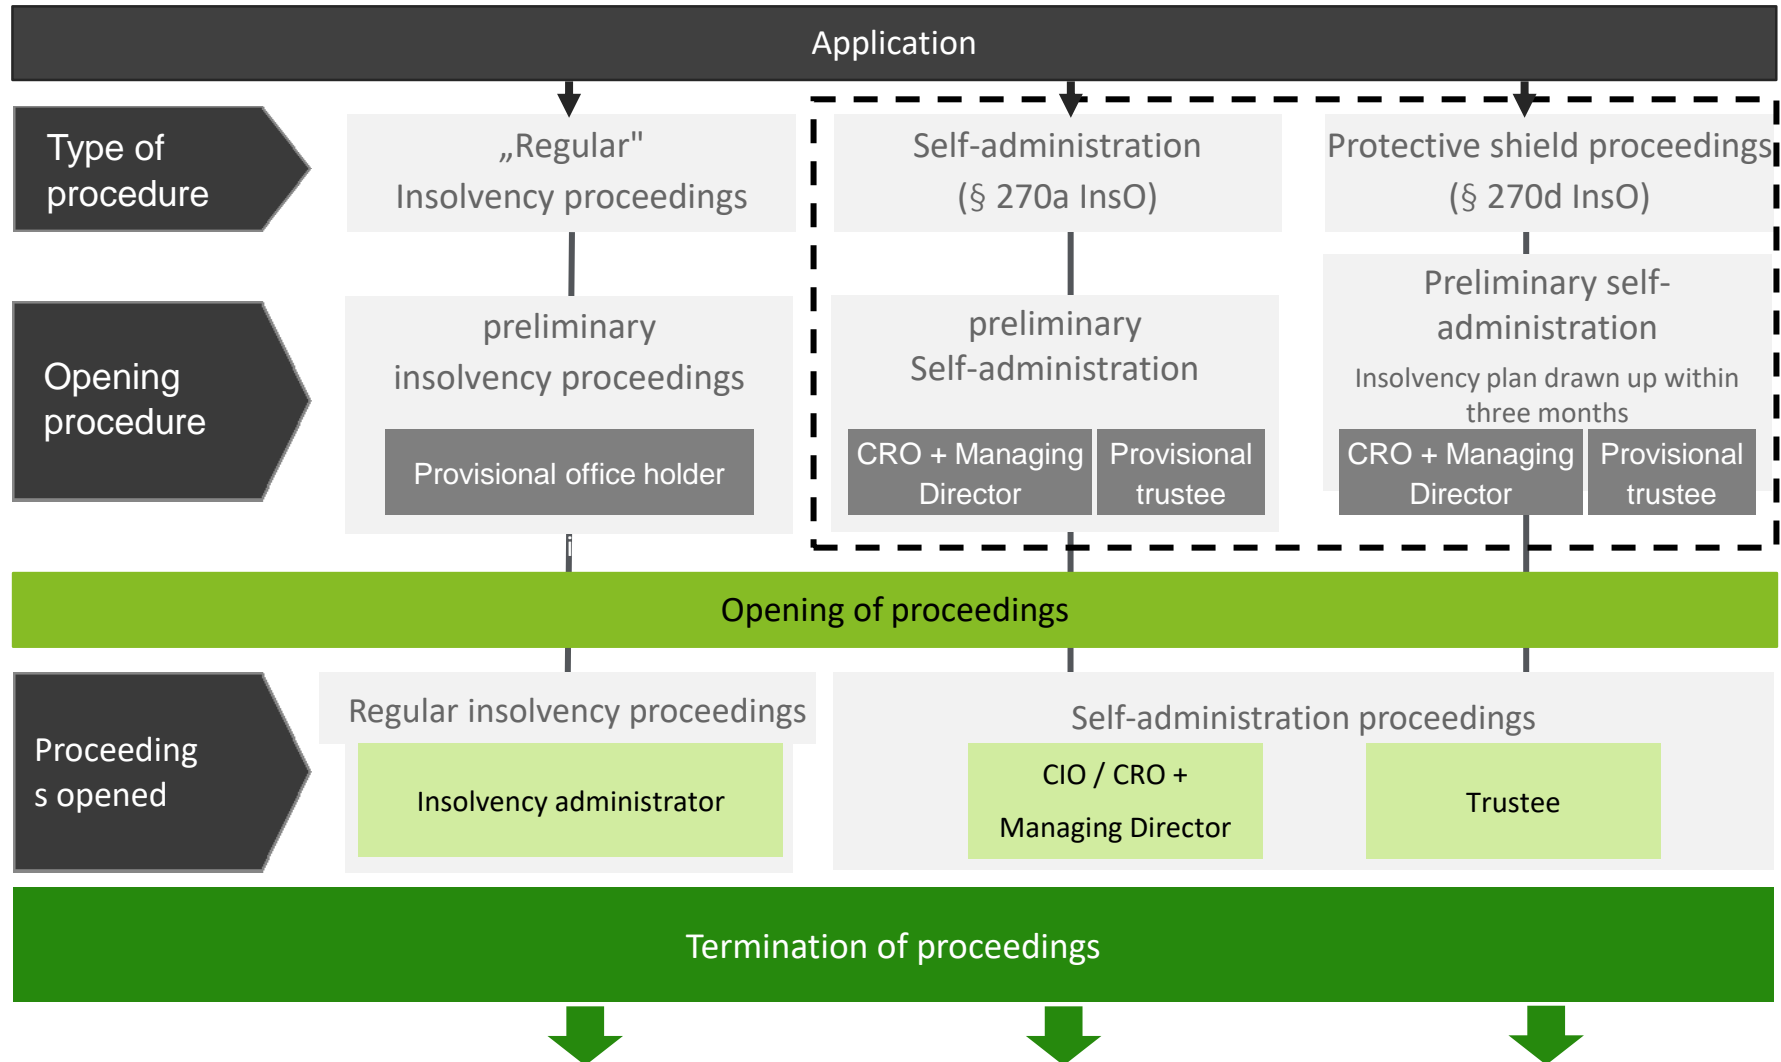 Application
Type of
procedure
„Regular"
Insolvency proceedings
Self-administration
(§ 270a InsO)
Protective shield proceedings
(§ 270d InsO)
Opening
procedure
preliminary
insolvency proceedings
Provisional office holder
preliminary
Self-administration
CRO + Managing
Director
Provisional
trustee
Preliminary self-
administration
Insolvency plan drawn up within
three months
CRO + Managing
Director
Provisional
trustee
i
Opening of proceedings
Proceeding
s opened
Regular insolvency proceedings
Insolvency administrator
Self-administration proceedings
CIO / CRO +
Managing Director
Trustee
Termination of proceedings